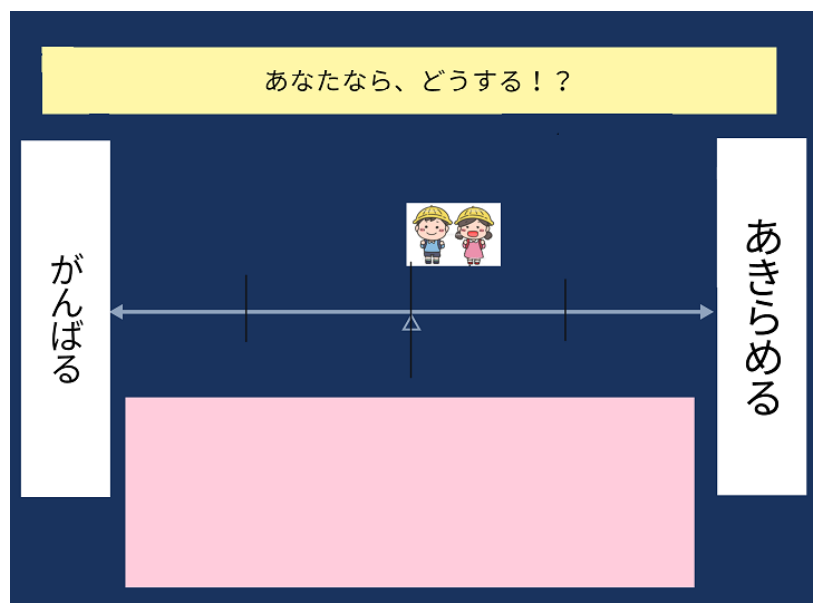 あなたなら、どうする！？
がんばる
あきらめる